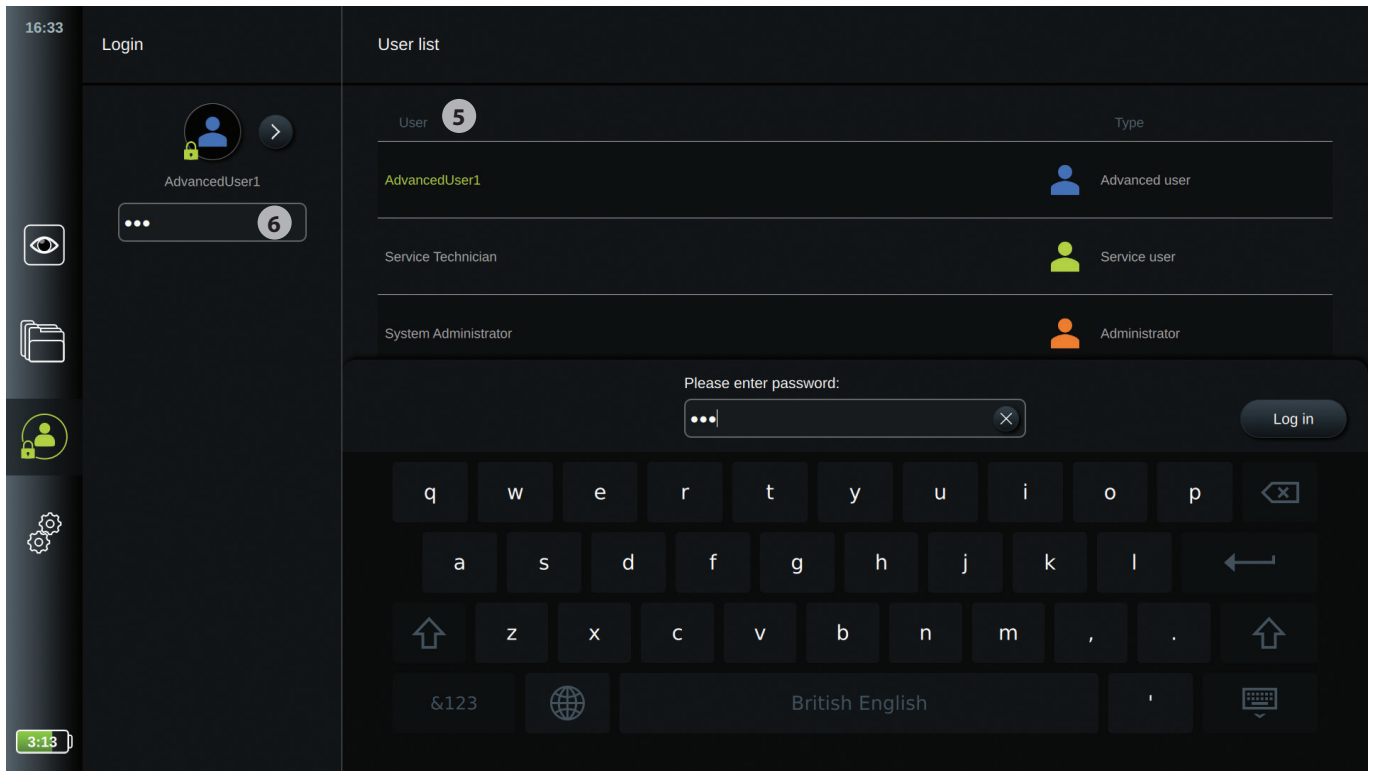 16:33
Login
User list
User 5
Type
AdvancedUser1
6
AdvancedUser1
Advanced user
Service Technician
Service user
System Administrator
Administrator
Please enter password:
Log in
q w e r t y u i o p
a s d f g h j k l
z x c v b n m , .
&123
British English
'
3:13